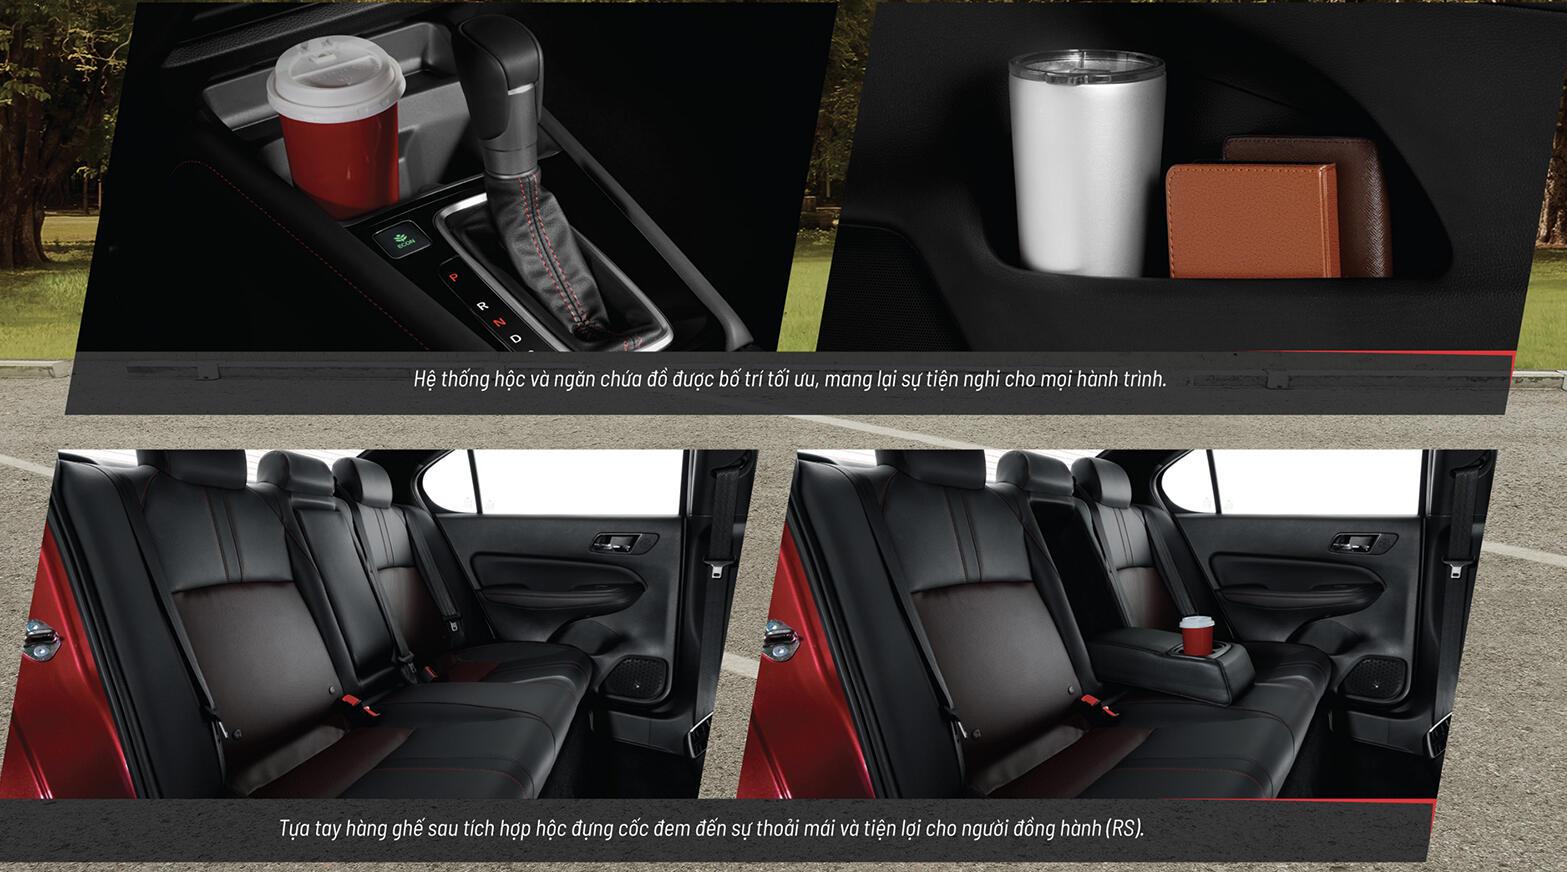 ECON
P
R
N
D
Hệ thống hộc và ngăn chứa đồ được bố trí tối ưu, mang lại sự tiện nghi cho mọi hành trình.
Tựa tay hàng ghế sau tích hợp hộc đựng cốc đem đến sự thoải mái và tiện lợi cho người đồng hành (RS).